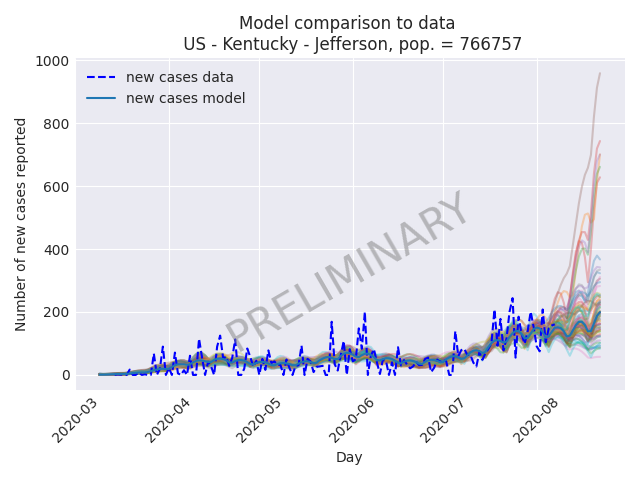 Model comparison to data
US - Kentucky - Jefferson, pop. = 766757
new cases data
new cases model
Number of new cases reported
1000
800
600
400
200
0
PRELIMINARY
2020-03
2020-04
2020-05
2020-06
2020-07
2020-08
Day